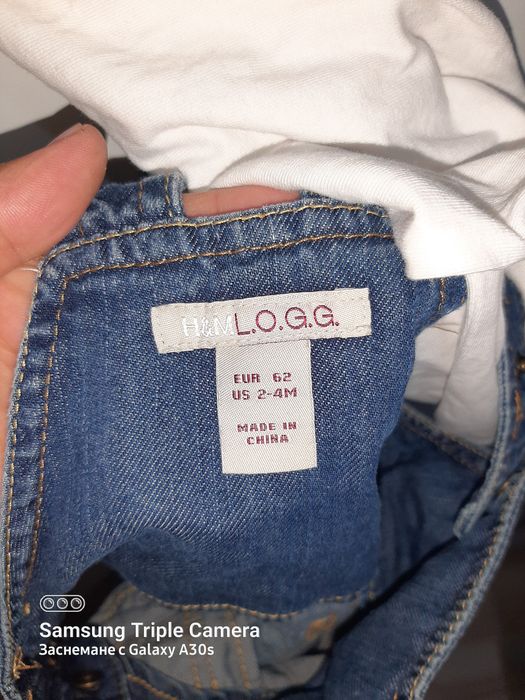 H&M L.O.G.G.
EUR 62
US 2-4M
MADE IN
CHINA
Samsung Triple Camera
Заснемане с Galaxy A30s